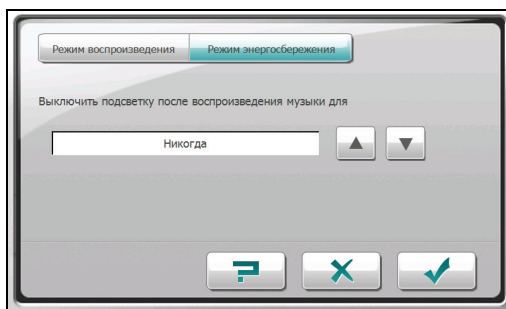 Режим воспроизведения Режим энергосбережения
Выключить подсветку после воспроизведения музыки для
Никогда